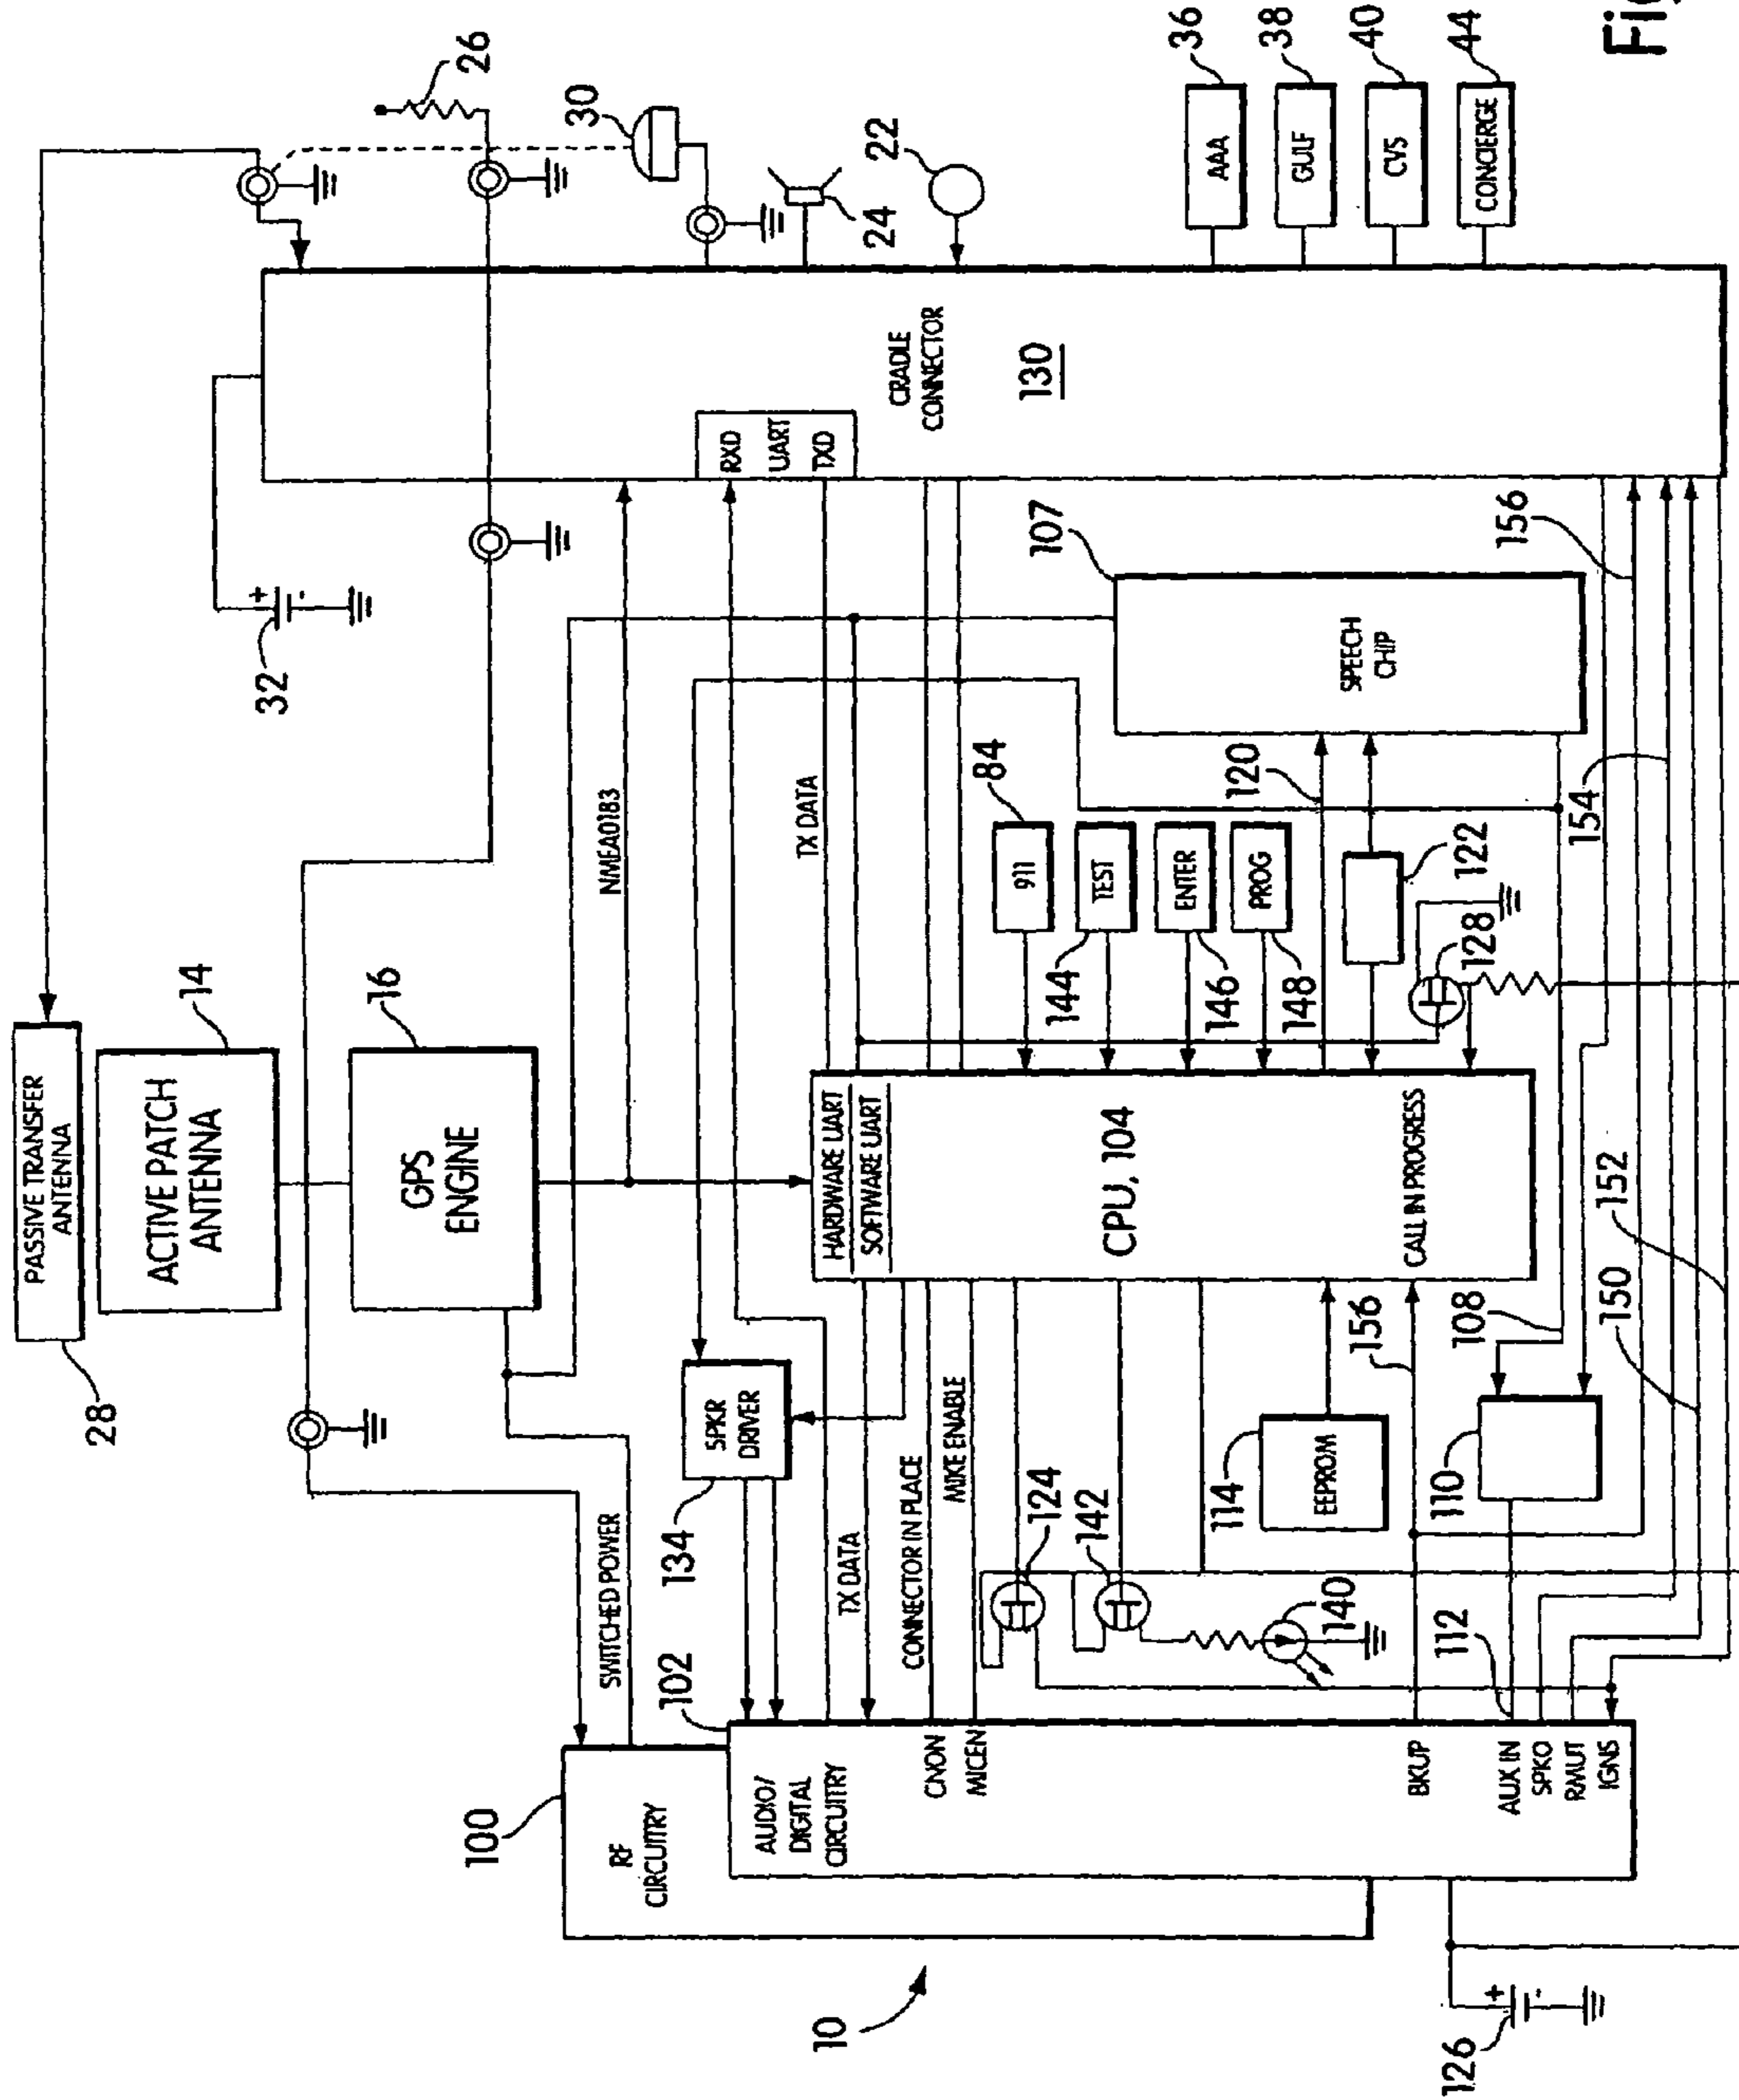 28
PASSIVE TRANSFER
ANTENNA
14
ACTIVE PATCH
ANTENNA
16
GPS
ENGINE
32
+
-
26
30
24
22
10
100
RF
CIRCUITRY
SWITCHED POWER
102
AUDIO/
DIGITAL
CIRCUITRY
CNON
MICEN
BKUP
AUX IN
SPKO
RMUT
IGNS
126
+
-
134
SPKR
DRIVER
TX DATA
CONNECTOR IN PLACE
MIKE ENABLE
124
142
140
114
EEPROM
156
112
110
108
150
152
NMEA0183
TX DATA
HARDWARE UART
SOFTWARE UART
CPU, 104
CALL IN PROGRESS
911
84
TEST
144
ENTER
146
PROG
148
120
122
128
107
SPEECH
CHIP
154
156
RXD
UART
TXD
CRADLE
CONNECTOR
130
AAA
36
GULF
38
CVS
40
CONCIERGE
44